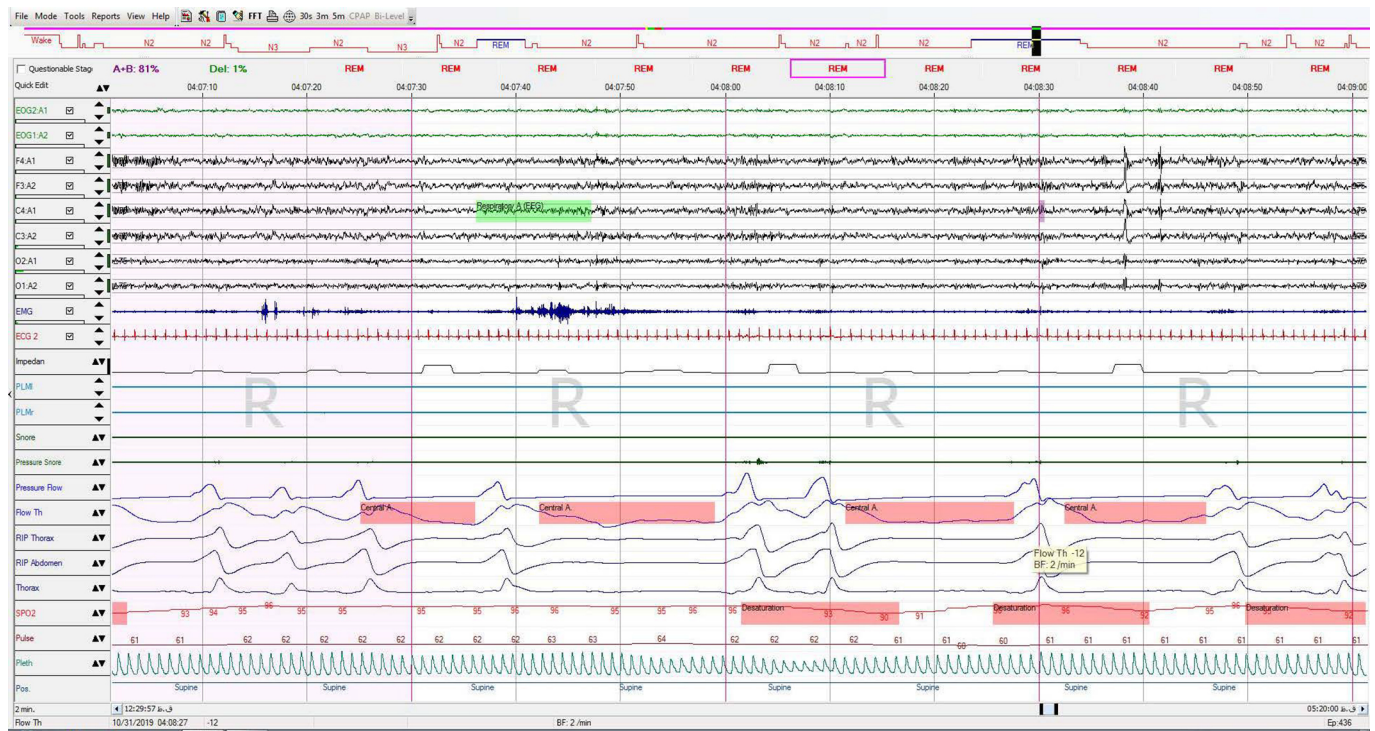 File Mode Tools Reports View Help FFT 30s 3m 5m CPAP Bi-Level
Wake N2 N2 N3 N2 N3 N2 REM N2 N2 N2 N2 N2 REM N2 N2 N2
Questionable Stag A+B: 81% Del: 1% REM REM REM REM REM REM REM REM REM REM REM
Quick Edit 04:07:10 04:07:20 04:07:30 04:07:40 04:07:50 04:08:00 04:08:10 04:08:20 04:08:30 04:08:40 04:08:50 04:09:00
EOG2:A1
EOG1:A2
F4:A1
F3:A2
C4:A1 Respiratory A (EEG)
C3:A2
O2:A1
O1:A2
EMG
ECG 2
Impedan
PLMl
PLMr
R R R R
Snore
Pressure Snore
Pressure Flow
Flow Th Central A. Central A. Central A. Central A.
RIP Thorax
Flow Th -12
RIP Abdomen
BF: 2 /min
Thorax
SPO2 93 94 95 96 95 95 95 95 96 96 95 95 96 96 Desaturation 93 90 91 Desaturation 96 92 95 96 Desaturation 92
Pulse 61 61 62 62 62 62 62 62 62 62 63 63 64 62 62 62 62 61 61 60 60 61 61 61 61 61 61 61 61 61
Pleth
Pos. Supine Supine Supine Supine Supine Supine Supine Supine
2 min. 12:29:57 ق.ظ 05:20:00 ق.ظ
Flow Th 10/31/2019 04:08:27 -12 BF: 2 /min Ep:436